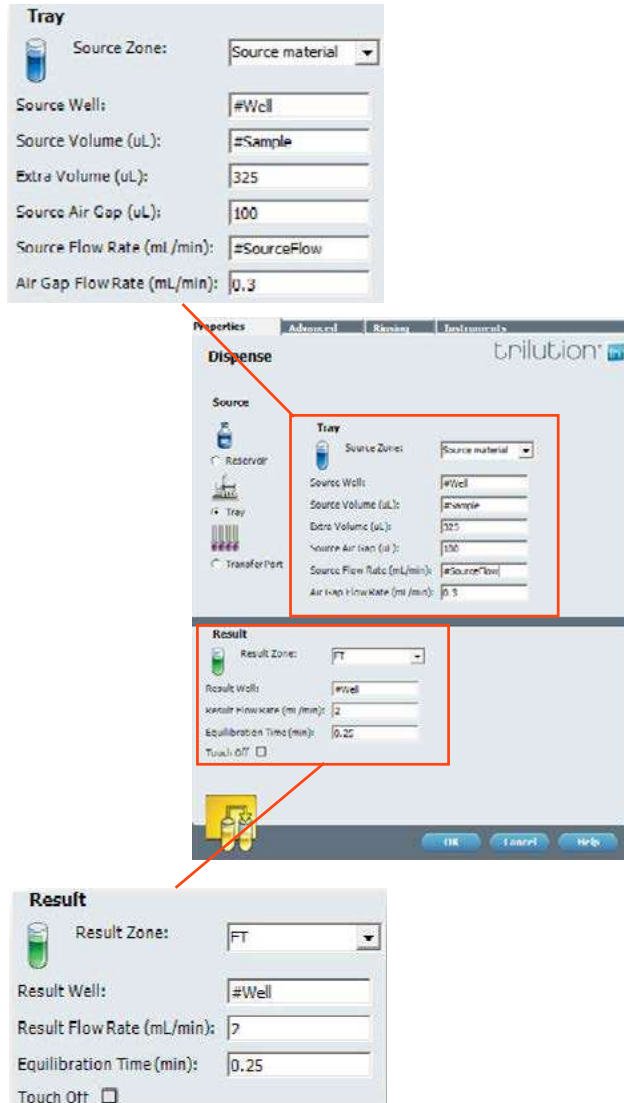 Tray
Source Zone: Source material
Source Well: #Well
Source Volume (uL): #Sample
Extra Volume (uL): 325
Source Air Gap (uL): 100
Source Flow Rate (mL/min): #SourceFlow
Air Gap Flow Rate (mL/min): 0.3
Properties Advanced Rinsing Instruments
Dispense trilution
Source
Tray
Source Zone: Source material
Reservoir
Source Well: #Well
Source Volume (uL): #Sample
Tray
Extra Volume (uL): 325
Source Air Gap (uL): 100
Transfer Port
Source Flow Rate (mL/min): #SourceFlow
Air Gap Flow Rate (mL/min): 0.3
Result
Result Zone: FT
Result Well: #Well
Result Flow Rate (mL/min): 2
Equilibration Time (min): 0.25
Touch Off
OK Cancel Help
Result
Result Zone: FT
Result Well: #Well
Result Flow Rate (mL/min): 2
Equilibration Time (min): 0.25
Touch Off